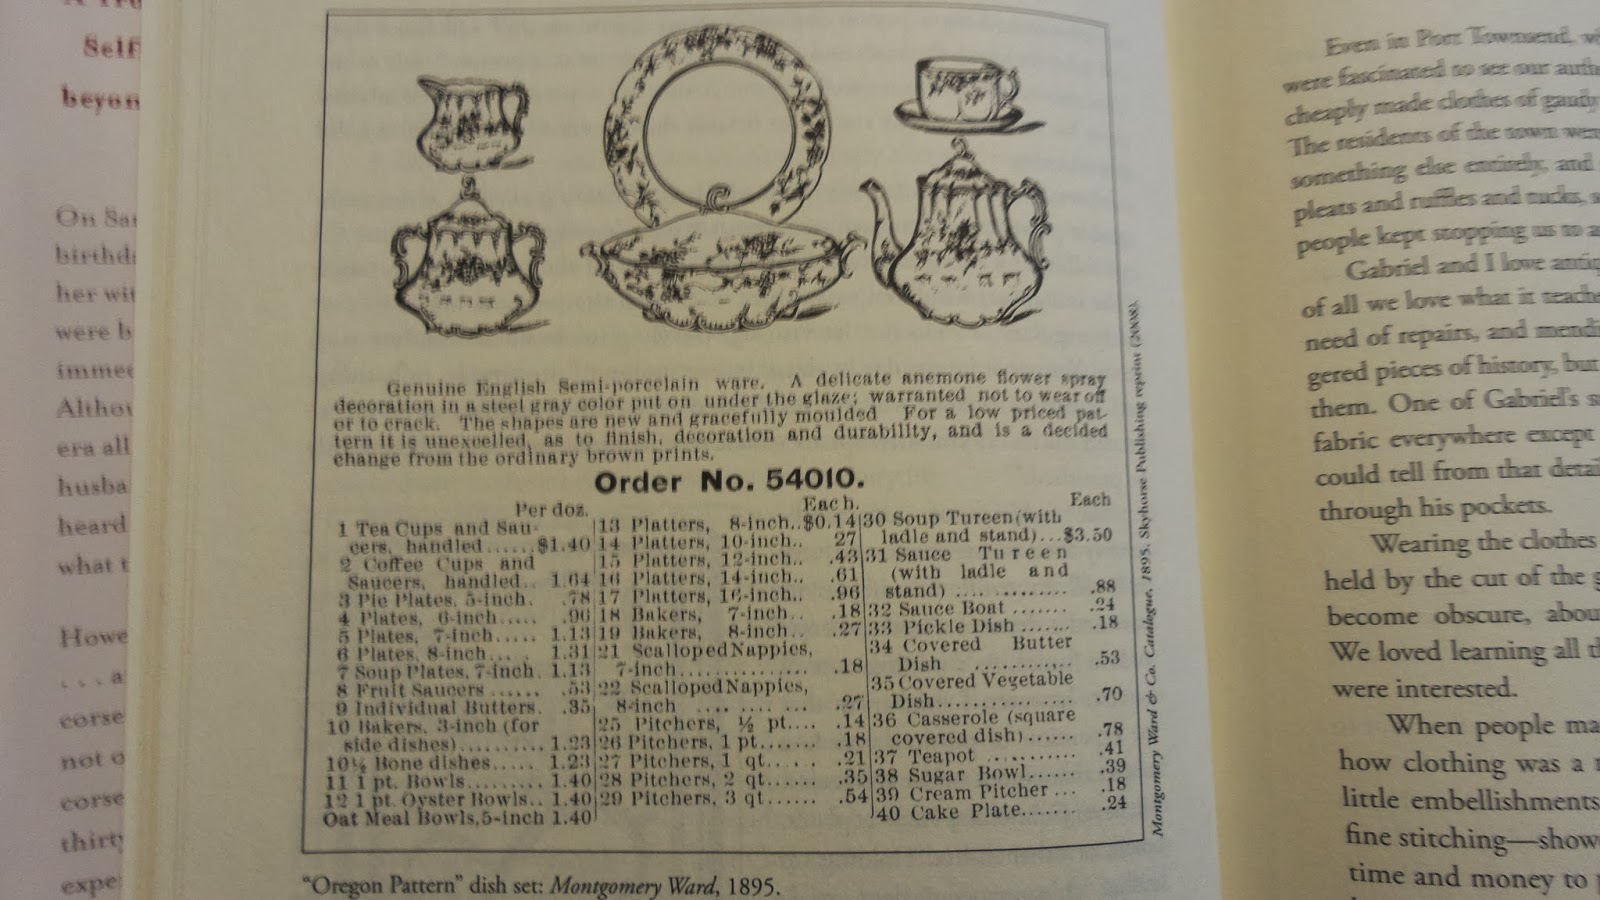 Self
beyon
On Sar
birthd
her wit
were b
immed
Althou
era all
husba
heard
what t
Howe
. . . a
corse
not o
corse
thirty
expe
Genuine English Semi-porcelain ware. A delicate anemone flower spray
decoration in a steel gray color put on under the glaze; warranted not to wear off
or to crack. The shapes are new and gracefully moulded For a low priced pat-
tern it is unexcelled, as to finish, decoration and durability, and is a decided
change from the ordinary brown prints.
Order No. 54010.
Per doz.
1 Tea Cups and Sau-
cers, handled ...... $1.40
2 Coffee Cups and
Saucers, handled.. 1.64
3 Pie Plates, 5-inch. .78
4 Plates, 6-inch..... .96
5 Plates, 7-inch..... 1.13
6 Plates, 8-inch... . 1.31
7 Soup Plates, 7-inch. 1.13
8 Fruit Saucers ...... .53
9 Individual Butters. .35
10 Bakers, 3-inch (for
side dishes).......... 1.23
10½ Bone dishes..... 1.23
11 1 pt. Bowls........ 1.40
12 1 pt. Oyster Bowls.. 1.40
Oat Meal Bowls, 5-inch 1.40
Each.
13 Platters, 8-inch.. $0.14
14 Platters, 10-inch.. 27
15 Platters, 12-inch.. .43
16 Platters, 14-inch.. .61
17 Platters, 16-inch.. .96
18 Bakers, 7-inch.. .18
19 Bakers, 8-inch.. .27
21 Scalloped Nappies,
7-inch............... .18
22 Scalloped Nappies,
8-inch .... .... ... .27
25 Pitchers, ½ pt.... .14
26 Pitchers, 1 pt....... .18
27 Pitchers, 1 qt...... .21
28 Pitchers, 2 qt...... .35
29 Pitchers, 3 qt...... .54
Each
30 Soup Tureen (with
ladle and stand)... $3.50
31 Sauce Tureen
(with ladle and
stand) .... ......... .88
32 Sauce Boat ....... .24
33 Pickle Dish ....... .18
34 Covered Butter
Dish ............ .53
35 Covered Vegetable
Dish............. .70
36 Casserole (square
covered dish)...... .78
37 Teapot ........... .41
38 Sugar Bowl...... .39
39 Cream Pitcher ... .18
40 Cake Plate....... .24
Montgomery Ward & Co. Catalogue, 1895, Skyhorse Publishing reprint (2008).
"Oregon Pattern" dish set: Montgomery Ward, 1895.
Even in Port Townsend, w
were fascinated to see our auth
cheaply made clothes of gaudy
The residents of the town wer
something else entirely, and
pleats and ruffles and tucks, s
people kept stopping us to a
Gabriel and I love antiq
of all we love what it teache
need of repairs, and mendi
gered pieces of history, but
them. One of Gabriel's s
fabric everywhere except
could tell from that detai
through his pockets.
Wearing the clothes
held by the cut of the g
become obscure, abou
We loved learning all th
were interested.
When people ma
how clothing was a
little embellishments
fine stitching—show
time and money to